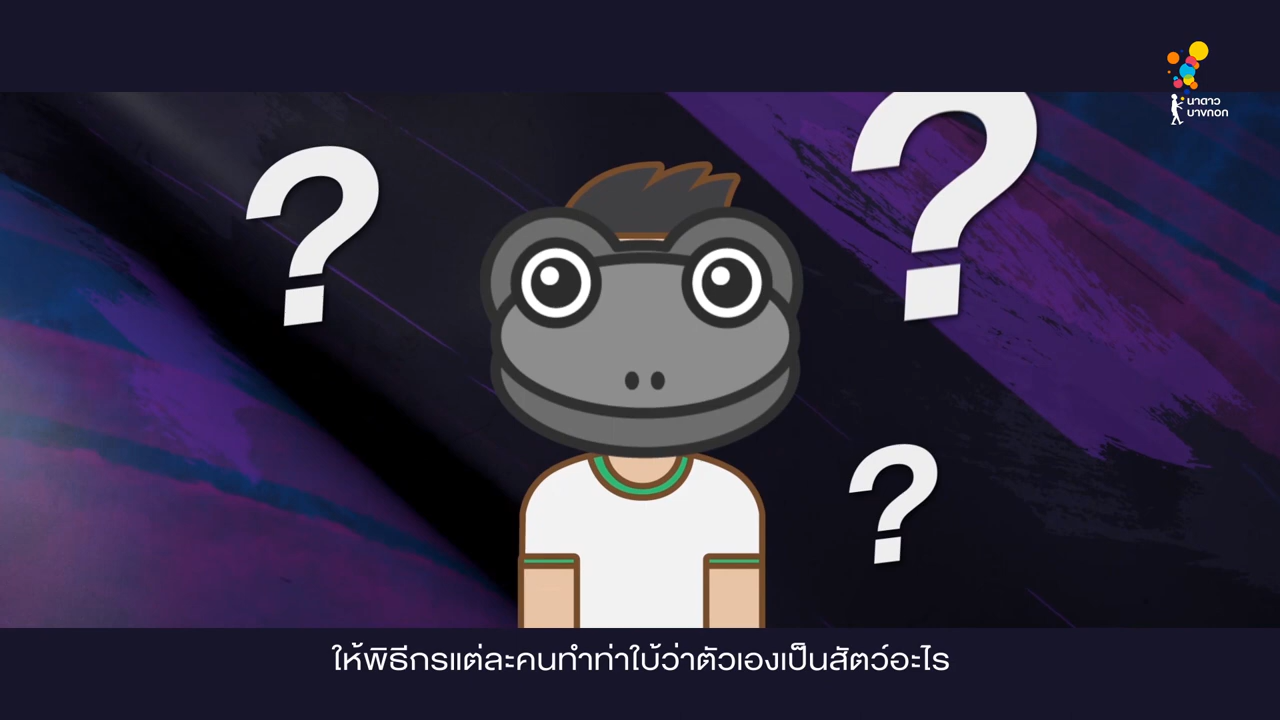 นาดาว
บางกอก
?
?
?
ให้พิธีกรแต่ละคนทำท่าใบ้ว่าตัวเองเป็นสัตว์อะไร